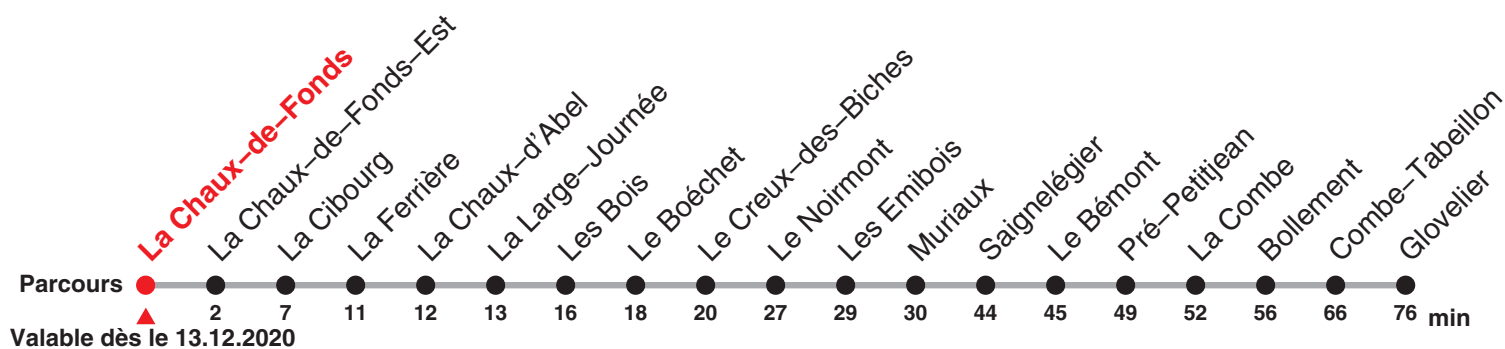 La Chaux–de–Fonds
La Chaux–de–Fonds–Est
La Cibourg
La Ferrière
La Chaux–d'Abel
La Large–Journée
Les Bois
Le Boéchet
Le Creux–des–Biches
Le Noirmont
Les Emibois
Muriaux
Saignelégier
Le Bémont
Pré–Petitjean
La Combe
Bollement
Combe–Tabeillon
Glovelier
Parcours
2 7 11 12 13 16 18 20 27 29 30 44 45 49 52 56 66 76 min
Valable dès le 13.12.2020